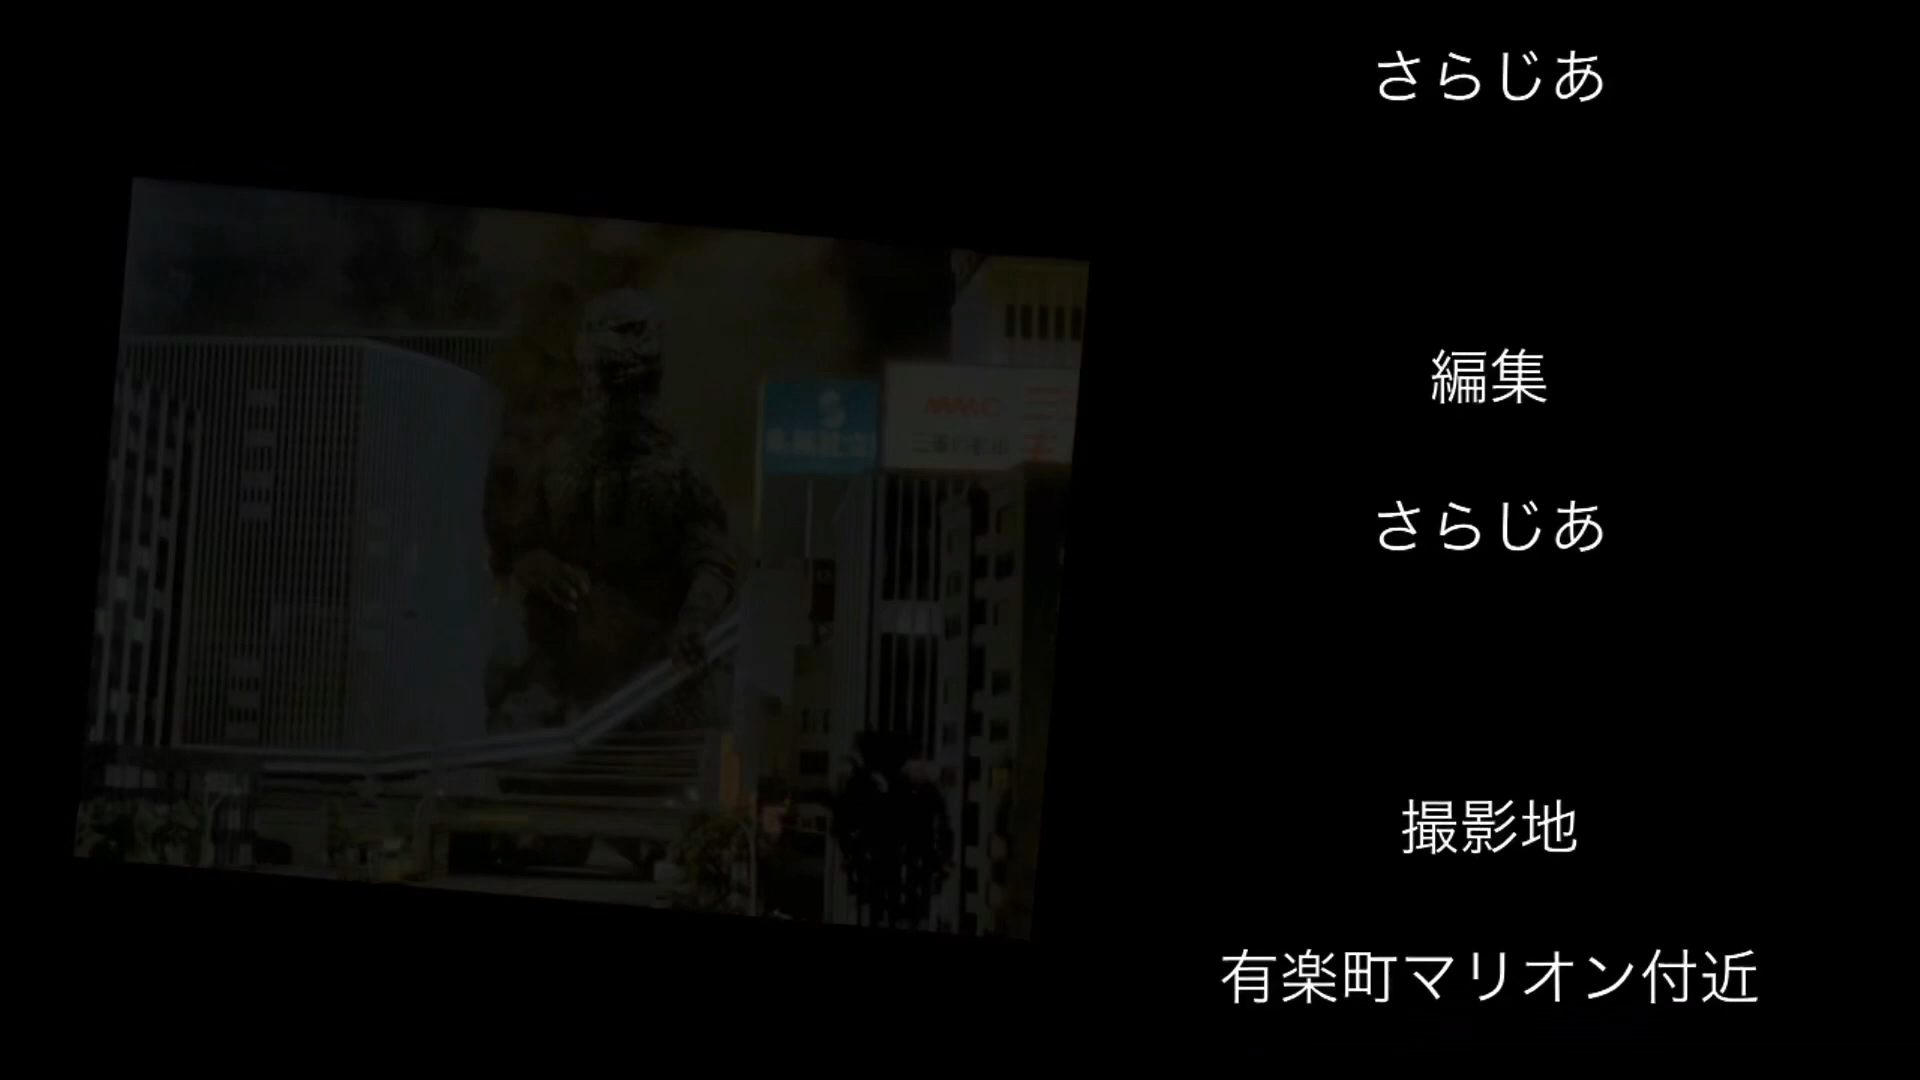 さらじあ
編集
さらじあ
撮影地
有楽町マリオン付近